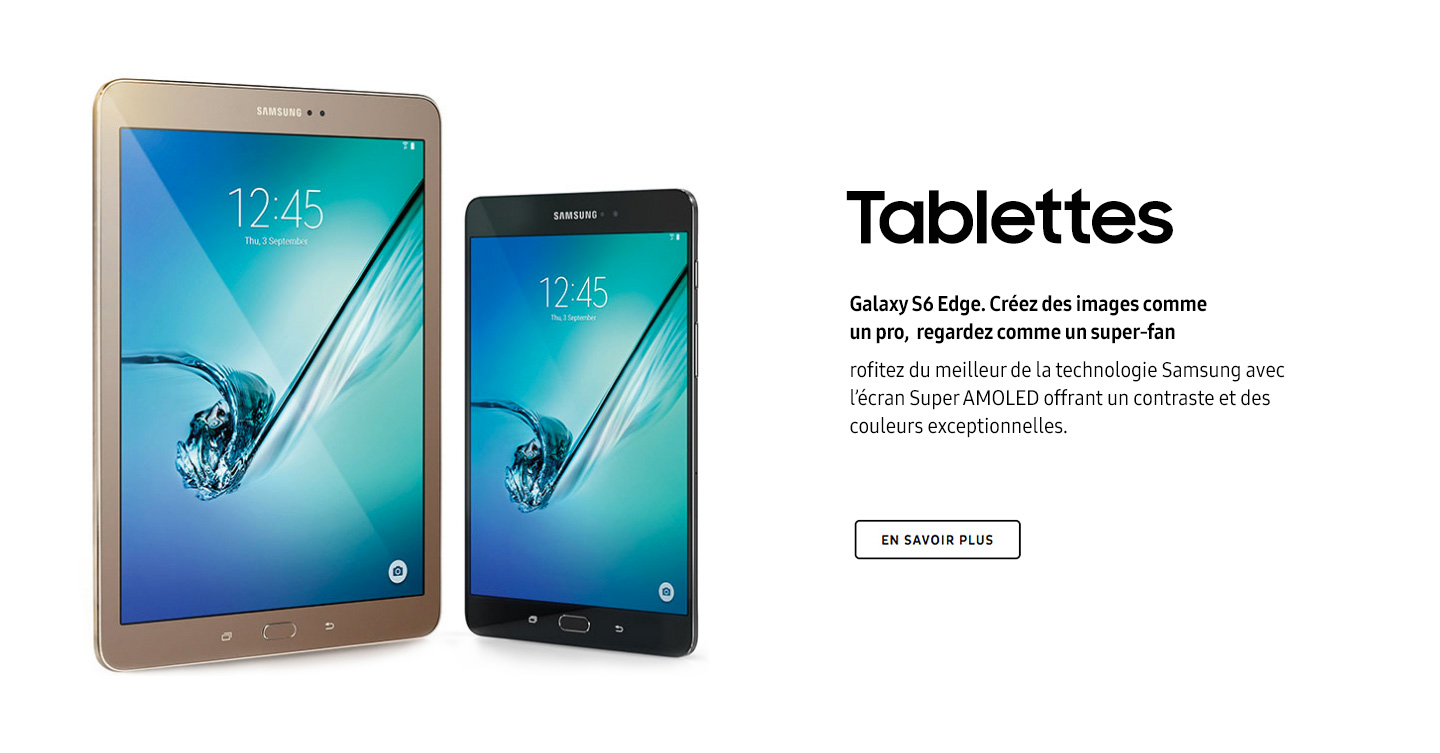 SAMSUNG
12:45
Thu, 3 September
SAMSUNG
12:45
Thu, 3 September
Tablettes
Galaxy S6 Edge. Créez des images comme
un pro, regardez comme un super-fan
rofitez du meilleur de la technologie Samsung avec
l'écran Super AMOLED offrant un contraste et des
couleurs exceptionnelles.
EN SAVOIR PLUS